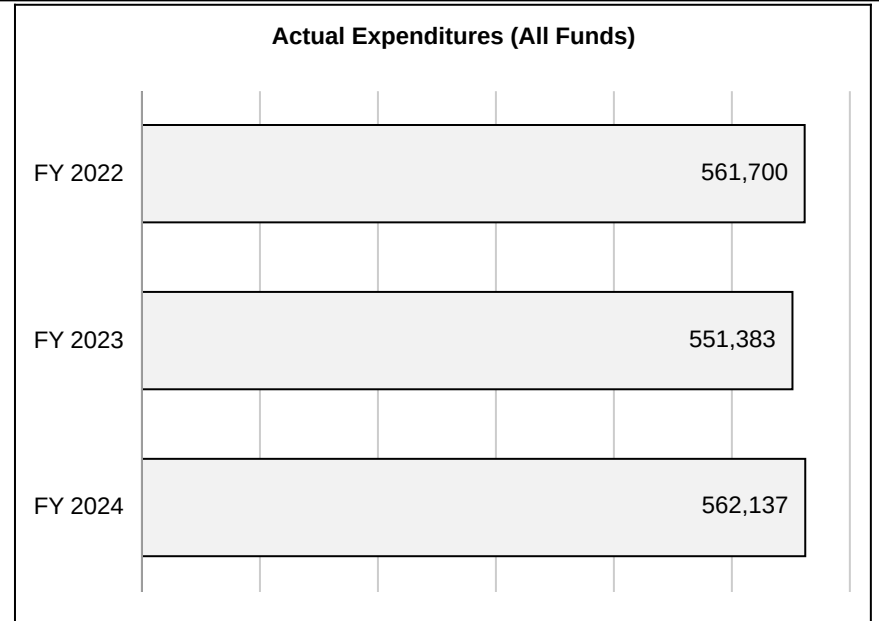 Actual Expenditures (All Funds)
FY 2022
561,700
FY 2023
551,383
FY 2024
562,137